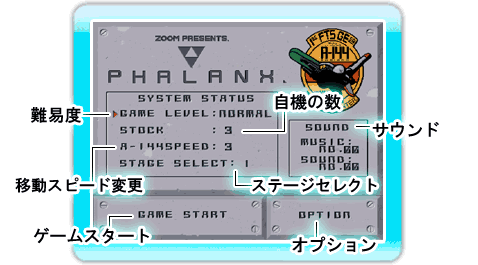 ZOOM PRESENTS.
1st FTSGE
A-144
PHALANX.
SYSTEM STATUS
自機の数
難易度
GAME LEVEL:NORMAL
STOCK :3
SOUND
サウンド
MUSIC:
no.00
A-144SPEED:3
SOUND:
no.00
STAGE SELECT:1
移動スピード変更
ステージセレクト
GAME START
OPTION
ゲームスタート
オプション